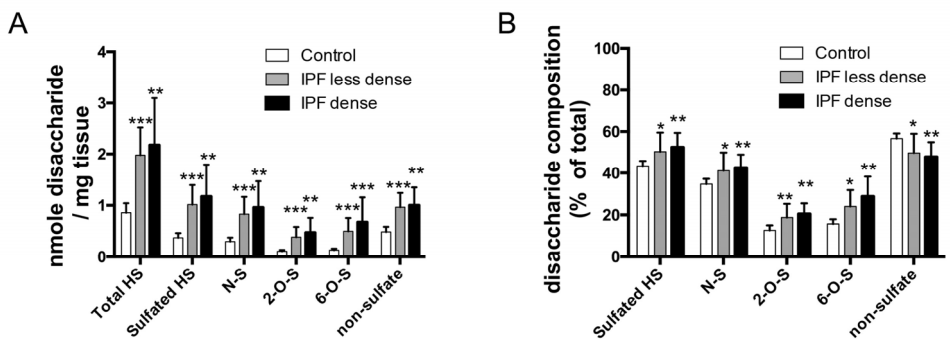 A
nmole disaccharide
/ mg tissue
4
3
2
1
0
Control
IPF less dense
IPF dense
*** **
*** **
*** **
*** **
*** ***
*** **
Total HS
Sulfated HS
N-S
2-O-S
6-O-S
non-sulfate
B
disaccharide composition
(% of total)
100
80
60
40
20
0
Control
IPF less dense
IPF dense
* **
* **
** **
* **
* **
Sulfated HS
N-S
2-O-S
6-O-S
non-sulfate